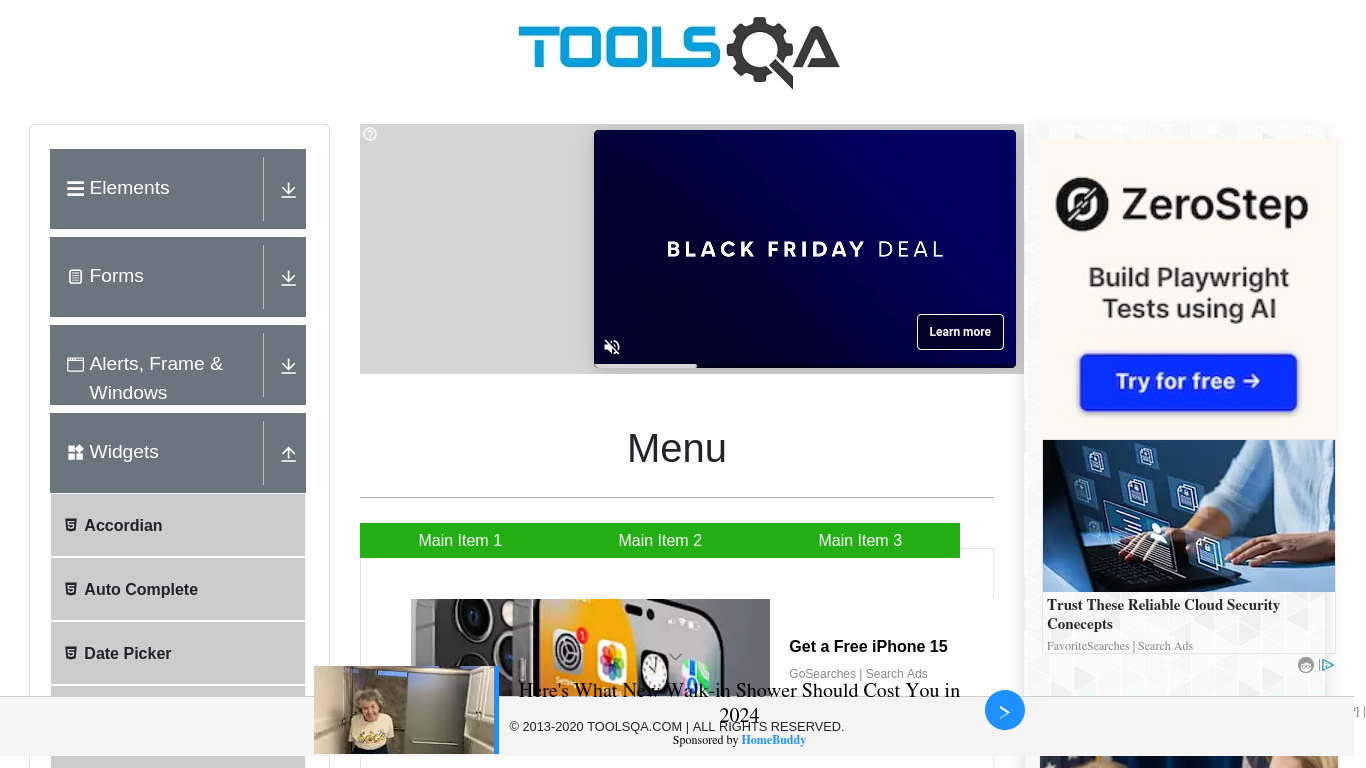 TOOLSQA
Elements
Forms
Alerts, Frame &
Windows
Widgets
Accordian
Auto Complete
Date Picker
BLACK FRIDAY DEAL
Learn more
Menu
Main Item 1
Main Item 2
Main Item 3
Get a Free iPhone 15
GoSearches | Search Ads
Here's What New Walk-in Shower Should Cost You in
2024
© 2013-2020 TOOLSQA.COM | ALL RIGHTS RESERVED.
Sponsored by HomeBuddy
ZeroStep
Build Playwright
Tests using AI
Try for free →
Trust These Reliable Cloud Security
Conecepts
FavoriteSearches | Search Ads